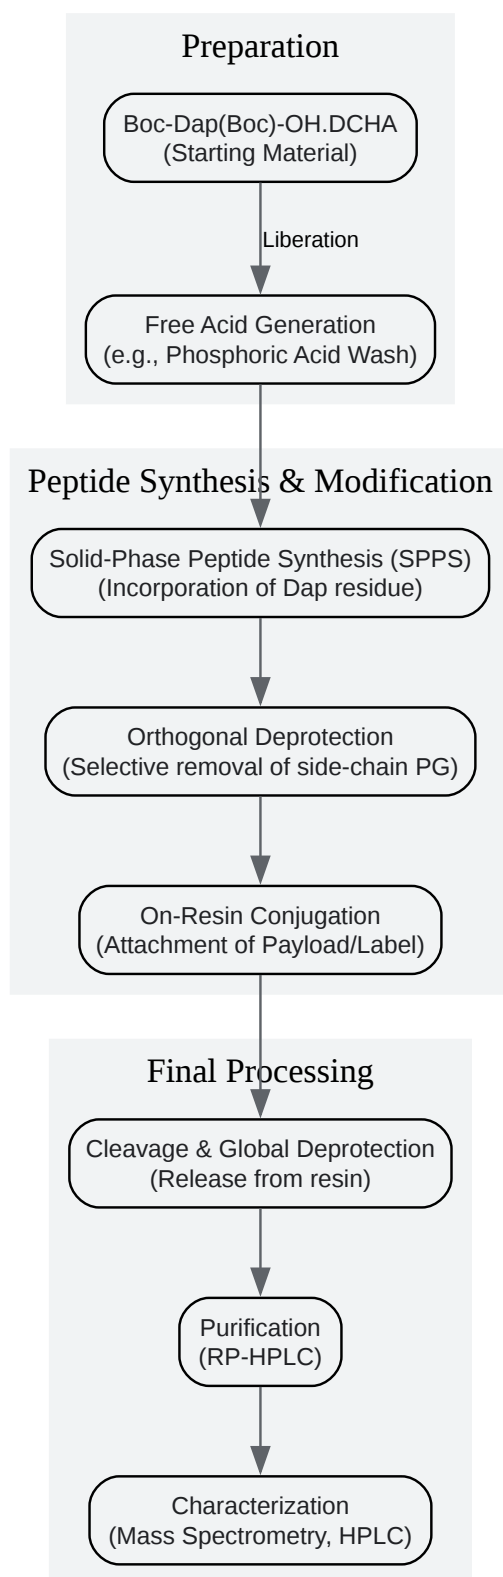 Preparation
Boc-Dap(Boc)-OH.DCHA
(Starting Material)
Liberation
Free Acid Generation
(e.g., Phosphoric Acid Wash)
Peptide Synthesis & Modification
Solid-Phase Peptide Synthesis (SPPS)
(Incorporation of Dap residue)
Orthogonal Deprotection
(Selective removal of side-chain PG)
On-Resin Conjugation
(Attachment of Payload/Label)
Final Processing
Cleavage & Global Deprotection
(Release from resin)
Purification
(RP-HPLC)
Characterization
(Mass Spectrometry, HPLC)